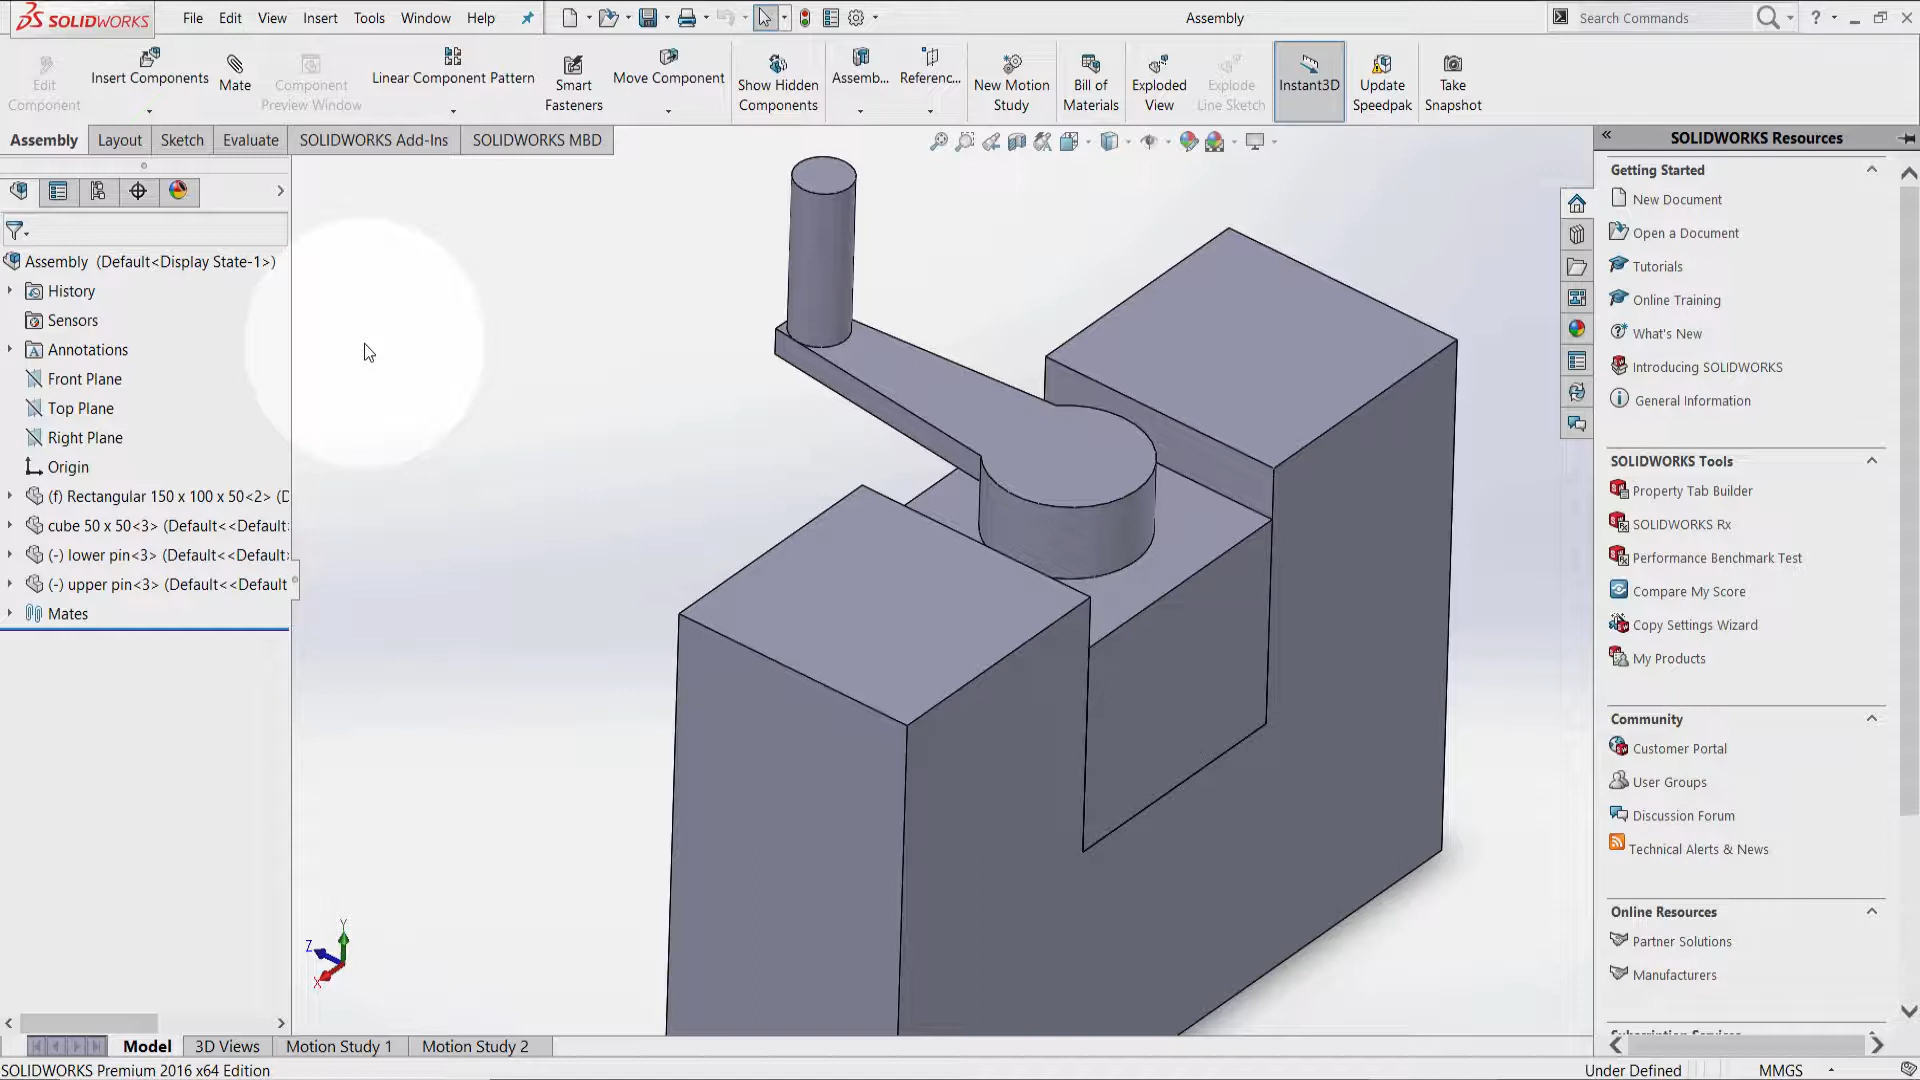 SOLIDWORKS
File Edit View Insert Tools Window Help
Assembly
Search Commands
Edit Component
Insert Components
Mate
Component Preview Window
Linear Component Pattern
Smart Fasteners
Move Component
Show Hidden Components
Assemb...
Referenc...
New Motion Study
Bill of Materials
Exploded View
Explode Line Sketch
Instant3D
Update Speedpak
Take Snapshot
Assembly Layout Sketch Evaluate SOLIDWORKS Add-Ins SOLIDWORKS MBD
Assembly (Default<Display State-1>)
History
Sensors
Annotations
Front Plane
Top Plane
Right Plane
Origin
(f) Rectangular 150 x 100 x 50<2> (D
cube 50 x 50<3> (Default<<Default
(-) lower pin<3> (Default<<Default
(-) upper pin<3> (Default<<Default
Mates
Y
Z
X
SOLIDWORKS Resources
Getting Started
New Document
Open a Document
Tutorials
Online Training
What's New
Introducing SOLIDWORKS
General Information
SOLIDWORKS Tools
Property Tab Builder
SOLIDWORKS Rx
Performance Benchmark Test
Compare My Score
Copy Settings Wizard
My Products
Community
Customer Portal
User Groups
Discussion Forum
Technical Alerts & News
Online Resources
Partner Solutions
Manufacturers
Model 3D Views Motion Study 1 Motion Study 2
SOLIDWORKS Premium 2016 x64 Edition
Under Defined
MMGS